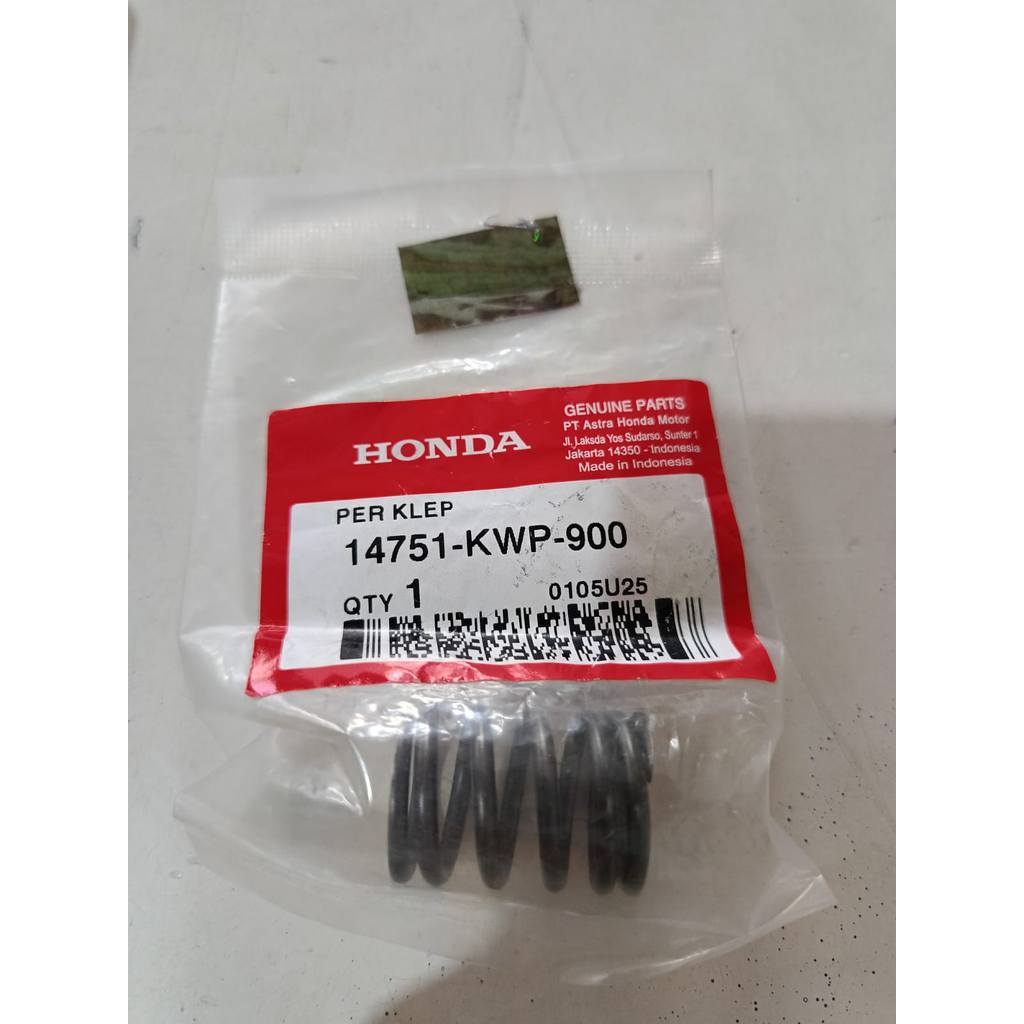 HONDA
GENUINE PARTS
PT Astra Honda Motor
Jl. Laksda Yos Sudarso, Sunter 1
Jakarta 14350 - Indonesia
Made in Indonesia
PER KLEP
14751-KWP-900
QTY 1 0105U25